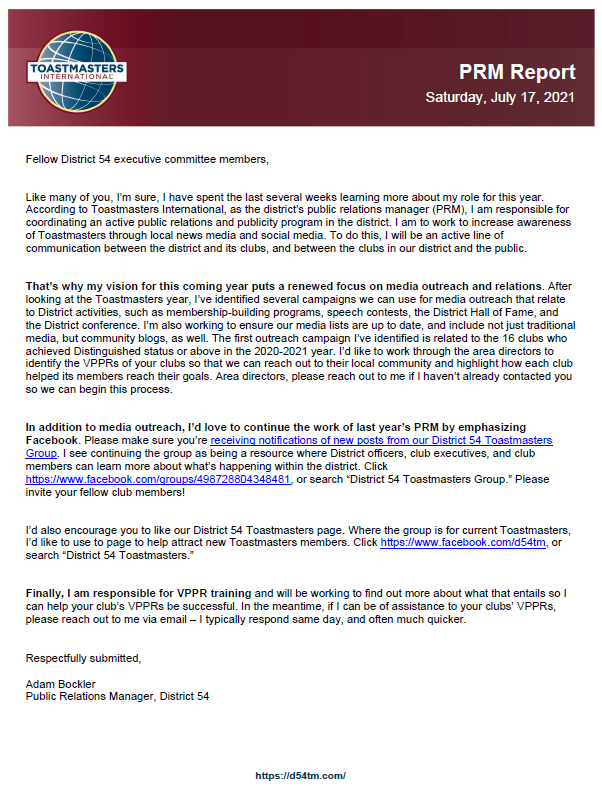 TOASTMASTERS
INTERNATIONAL
PRM Report
Saturday, July 17, 2021
Fellow District 54 executive committee members,
Like many of you, I'm sure, I have spent the last several weeks learning more about my role for this year.
According to Toastmasters International, as the district's public relations manager (PRM), I am responsible for
coordinating an active public relations and publicity program in the district. I am to work to increase awareness
of Toastmasters through local news media and social media. To do this, I will be an active line of
communication between the district and its clubs, and between the clubs in our district and the public.
That's why my vision for this coming year puts a renewed focus on media outreach and relations. After
looking at the Toastmasters year, I've identified several campaigns we can use for media outreach that relate
to District activities, such as membership-building programs, speech contests, the District Hall of Fame, and
the District conference. I'm also working to ensure our media lists are up to date, and include not just traditional
media, but community blogs, as well. The first outreach campaign I've identified is related to the 16 clubs who
achieved Distinguished status or above in the 2020-2021 year. I'd like to work through the area directors to
identify the VPPRs of your clubs so that we can reach out to their local community and highlight how each club
helped its members reach their goals. Area directors, please reach out to me if I haven't already contacted you
so we can begin this process.
In addition to media outreach, I'd love to continue the work of last year's PRM by emphasizing
Facebook. Please make sure you're receiving notifications of new posts from our District 54 Toastmasters
Group. I see continuing the group as being a resource where District officers, club executives, and club
members can learn more about what's happening within the district. Click
https://www.facebook.com/groups/498728804348481, or search "District 54 Toastmasters Group." Please
invite your fellow club members!
I'd also encourage you to like our District 54 Toastmasters page. Where the group is for current Toastmasters,
I'd like to use to page to help attract new Toastmasters members. Click https://www.facebook.com/d54tm, or
search "District 54 Toastmasters."
Finally, I am responsible for VPPR training and will be working to find out more about what that entails so I
can help your club's VPPRs be successful. In the meantime, if I can be of assistance to your clubs' VPPRs,
please reach out to me via email – I typically respond same day, and often much quicker.
Respectfully submitted,
Adam Bockler
Public Relations Manager, District 54
https://d54tm.com/